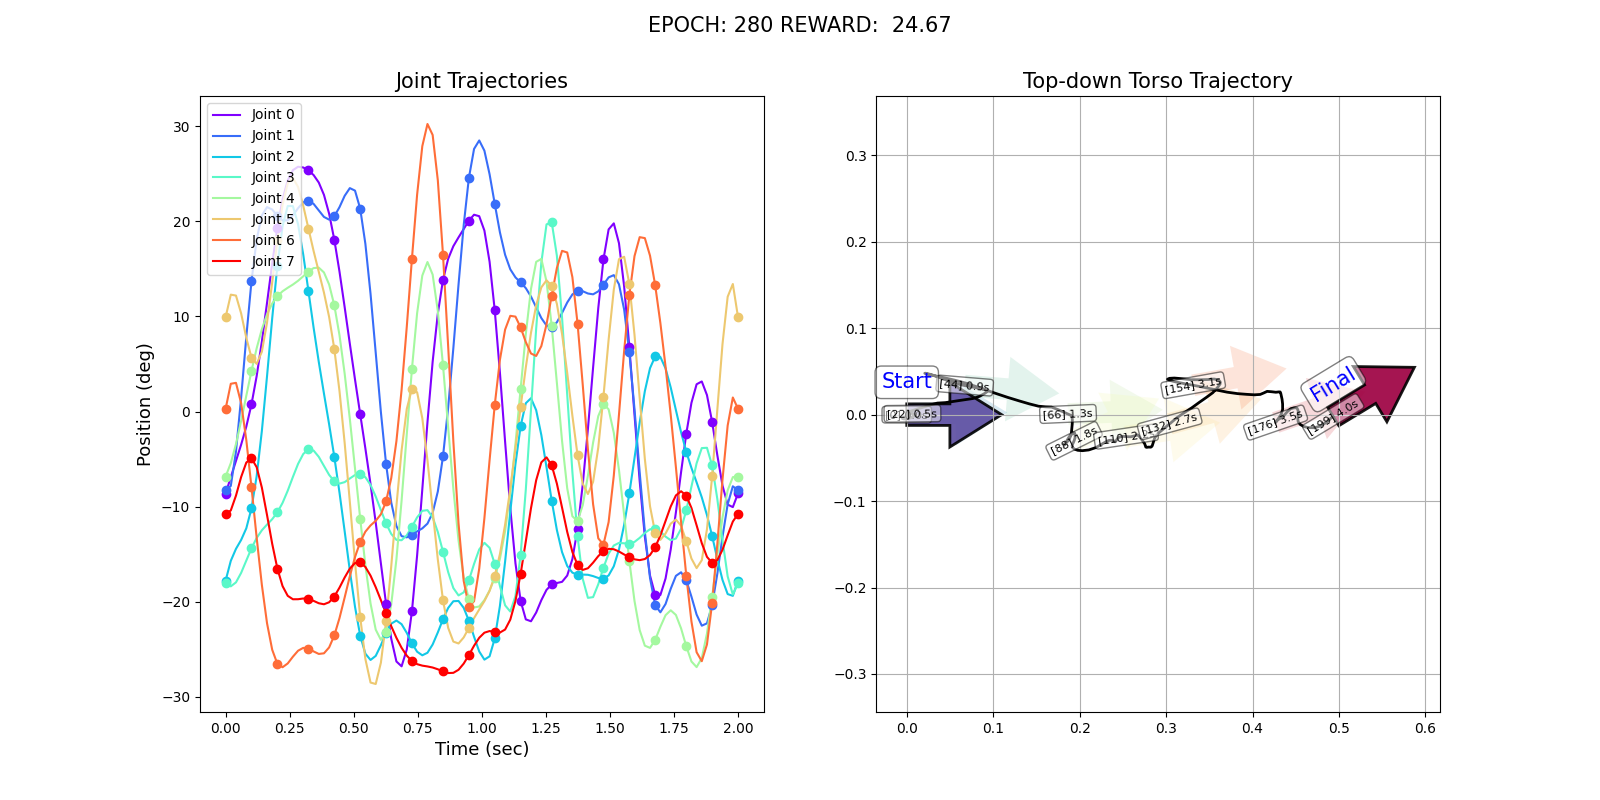 EPOCH: 280 REWARD:  24.67
Joint Trajectories
Joint 0
Joint 1
Joint 2
Joint 3
Joint 4
Joint 5
Joint 6
Joint 7
30
20
10
0
−10
−20
−30
Position (deg)
0.00 0.25 0.50 0.75 1.00 1.25 1.50 1.75 2.00
Time (sec)
Top-down Torso Trajectory
0.3
0.2
0.1
0.0
−0.1
−0.2
−0.3
Start
[22] 0.5s
[44] 0.9s
[66] 1.3s
[88] 1.8s
[110] 2
[132] 2.7s
[154] 3.1s
[176] 3.5s
[199] 4.0s
Final
0.0 0.1 0.2 0.3 0.4 0.5 0.6